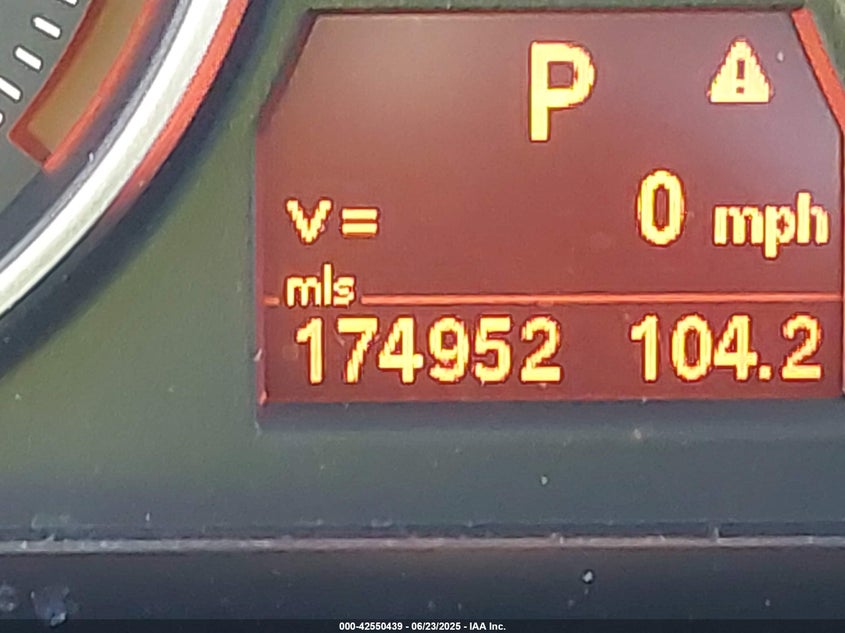 P
v= 0 mph
mls
174952 104.2
000-42550439 - 06/23/2025 - IAA Inc.